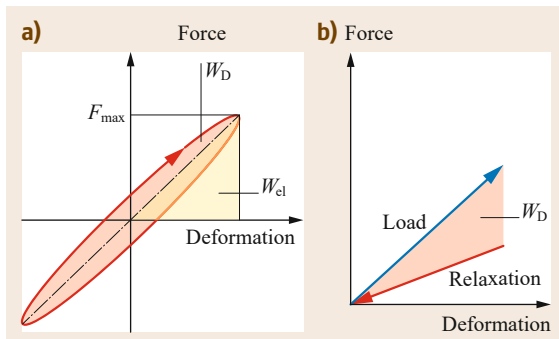 a)
Force
W_D
F_max
W_el
Deformation
b)
Force
Load
W_D
Relaxation
Deformation